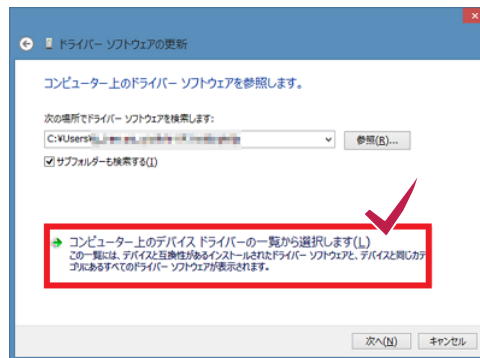 ドライバー ソフトウェアの更新
コンピューター上のドライバー ソフトウェアを参照します。
次の場所でドライバー ソフトウェアを検索します:
C:¥Users¥
参照(R)...
サブフォルダーも検索する(I)
コンピューター上のデバイス ドライバーの一覧から選択します(L)
この一覧には、デバイスと互換性があるインストールされたドライバー ソフトウェアと、デバイスと同じカテ
ゴリにあるすべてのドライバー ソフトウェアが表示されます。
次へ(N)
キャンセル